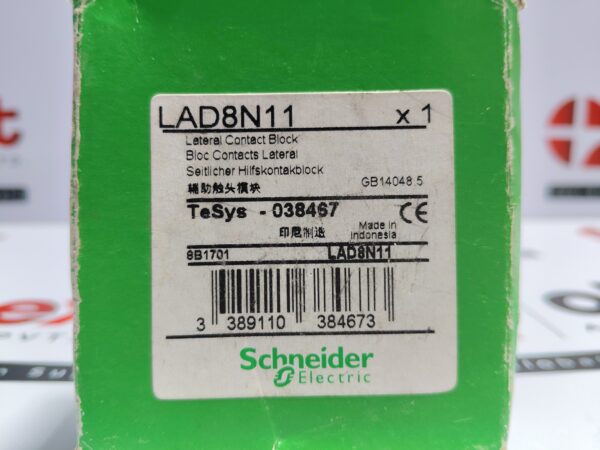 LAD8N11 x 1
Lateral Contact Block
Bloc Contacts Lateral
Seitlicher Hilfskontakblock
辅助触头模块 GB14048.5
TeSys - 038467 CE
印尼制造 Made in
Indonesia
8B1701 LAD8N11
3 389110 384673
Schneider
Electric